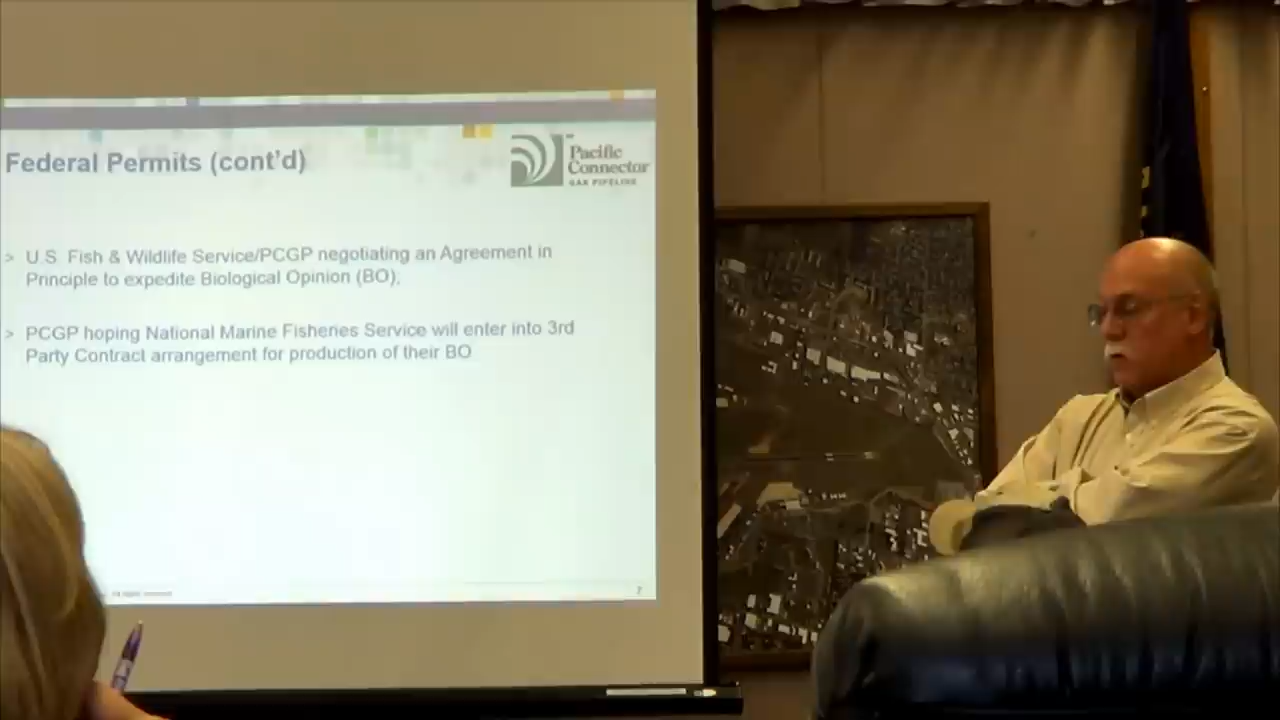 Federal Permits (cont'd)
Pacific
Connector
GAS PIPELINE
> U.S. Fish & Wildlife Service/PCGP negotiating an Agreement in
Principle to expedite Biological Opinion (BO),
> PCGP hoping National Marine Fisheries Service will enter into 3rd
Party Contract arrangement for production of their BO
7